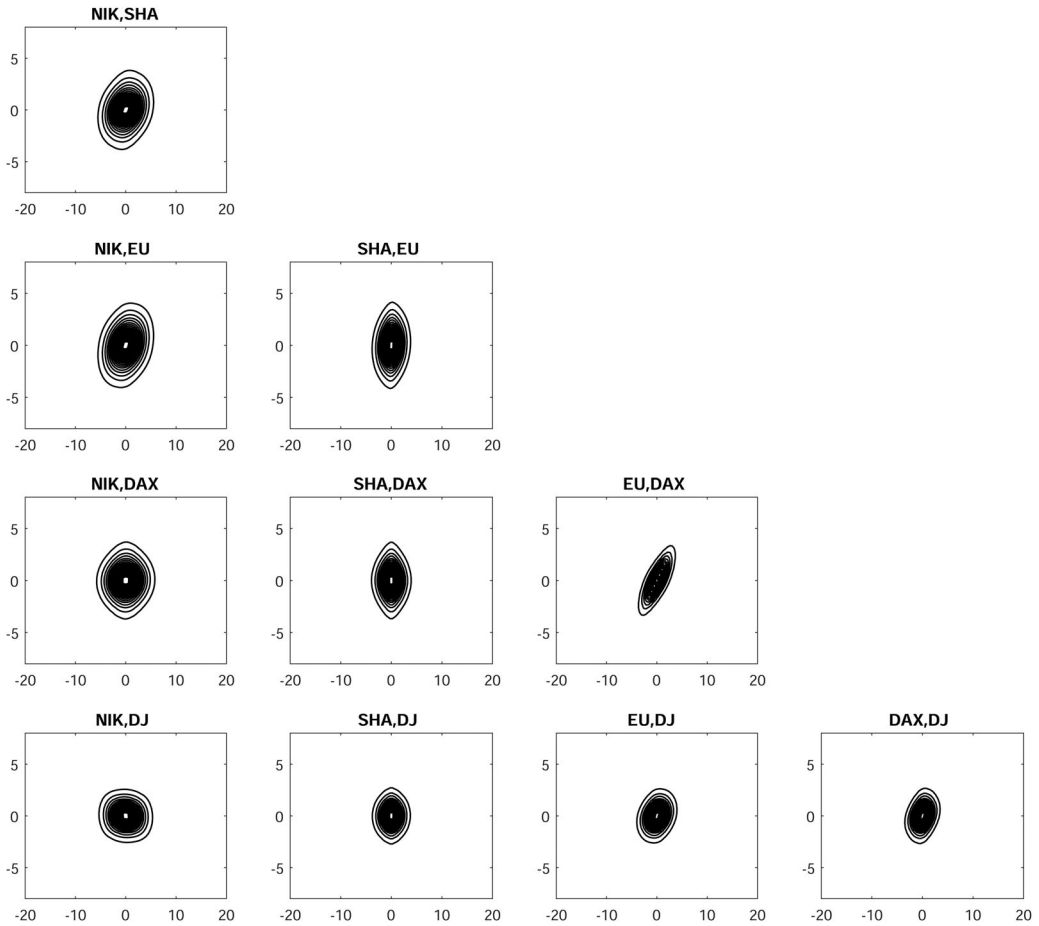 NIK,SHA
5
0
-5
-20 -10 0 10 20
NIK,EU SHA,EU
5 5
0 0
-5 -5
-20 -10 0 10 20 -20 -10 0 10 20
NIK,DAX SHA,DAX EU,DAX
5 5 5
0 0 0
-5 -5 -5
-20 -10 0 10 20 -20 -10 0 10 20 -20 -10 0 10 20
NIK,DJ SHA,DJ EU,DJ DAX,DJ
5 5 5 5
0 0 0 0
-5 -5 -5 -5
-20 -10 0 10 20 -20 -10 0 10 20 -20 -10 0 10 20 -20 -10 0 10 20